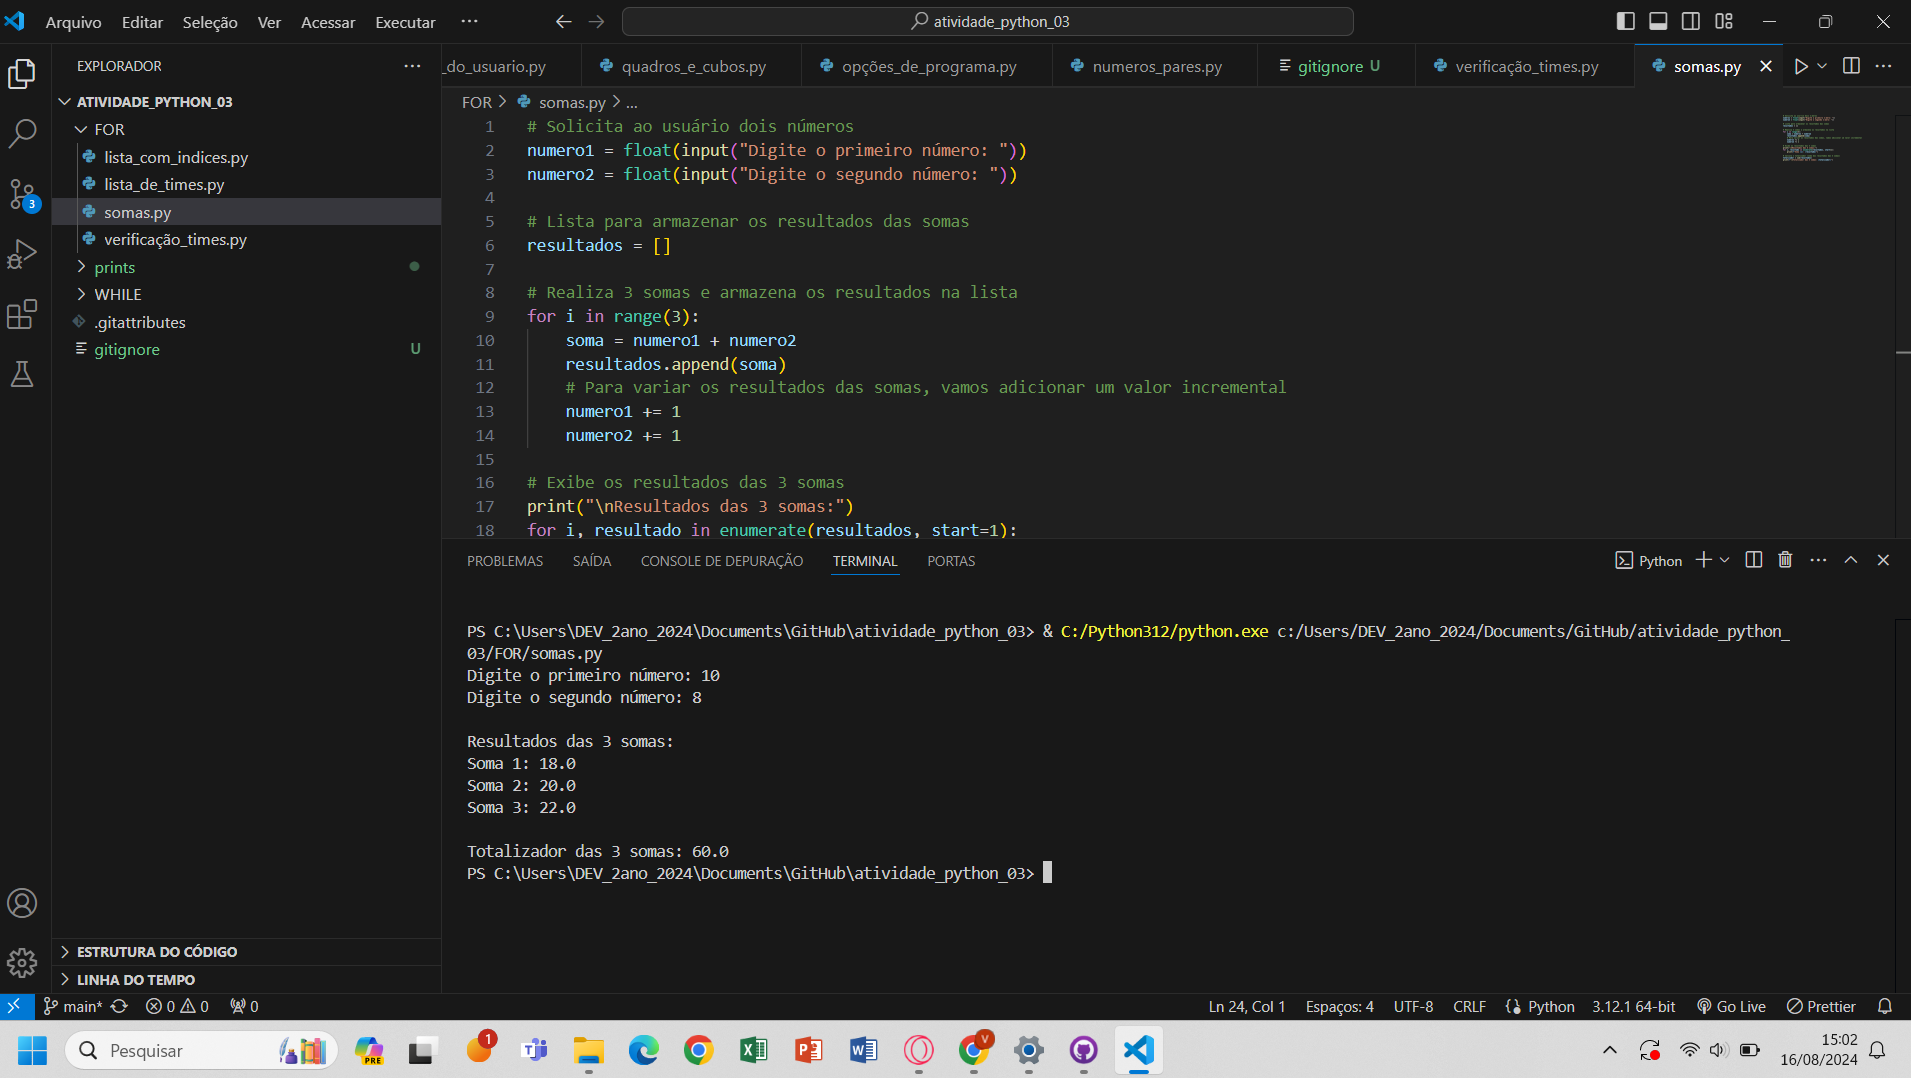 Arquivo Editar Seleção Ver Acessar Executar ··· atividade_python_03
EXPLORADOR ···
ATIVIDADE_PYTHON_03
FOR
lista_com_indices.py
lista_de_times.py
somas.py
verificação_times.py
prints
WHILE
.gitattributes
gitignore U
3
ESTRUTURA DO CÓDIGO
LINHA DO TEMPO
_do_usuario.py quadros_e_cubos.py opções_de_programa.py numeros_pares.py gitignore U verificação_times.py somas.py
FOR > somas.py > ...
1 # Solicita ao usuário dois números
2 numero1 = float(input("Digite o primeiro número: "))
3 numero2 = float(input("Digite o segundo número: "))
4
5 # Lista para armazenar os resultados das somas
6 resultados = []
7
8 # Realiza 3 somas e armazena os resultados na lista
9 for i in range(3):
10 soma = numero1 + numero2
11 resultados.append(soma)
12 # Para variar os resultados das somas, vamos adicionar um valor incremental
13 numero1 += 1
14 numero2 += 1
15
16 # Exibe os resultados das 3 somas
17 print("\nResultados das 3 somas:")
18 for i, resultado in enumerate(resultados, start=1):
PROBLEMAS SAÍDA CONSOLE DE DEPURAÇÃO TERMINAL PORTAS Python
PS C:\Users\DEV_2ano_2024\Documents\GitHub\atividade_python_03> & C:/Python312/python.exe c:/Users/DEV_2ano_2024/Documents/GitHub/atividade_python_
03/FOR/somas.py
Digite o primeiro número: 10
Digite o segundo número: 8
Resultados das 3 somas:
Soma 1: 18.0
Soma 2: 20.0
Soma 3: 22.0
Totalizador das 3 somas: 60.0
PS C:\Users\DEV_2ano_2024\Documents\GitHub\atividade_python_03>
main* 0 0 0 Ln 24, Col 1 Espaços: 4 UTF-8 CRLF Python 3.12.1 64-bit Go Live Prettier
Pesquisar PRE 1 V 15:02
16/08/2024